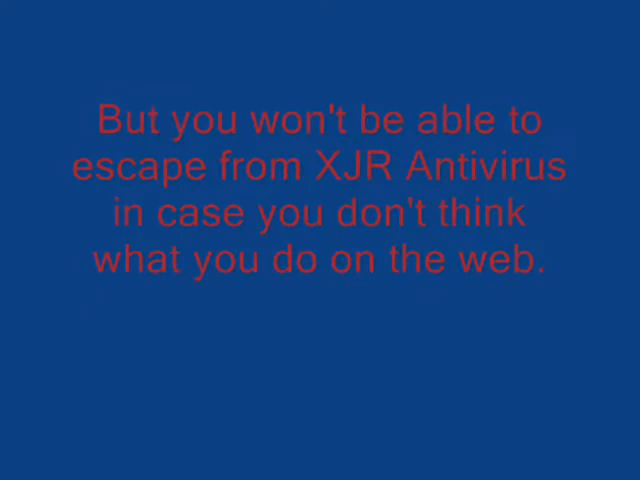 But you won't be able to
escape from XJR Antivirus
in case you don't think
what you do on the web.